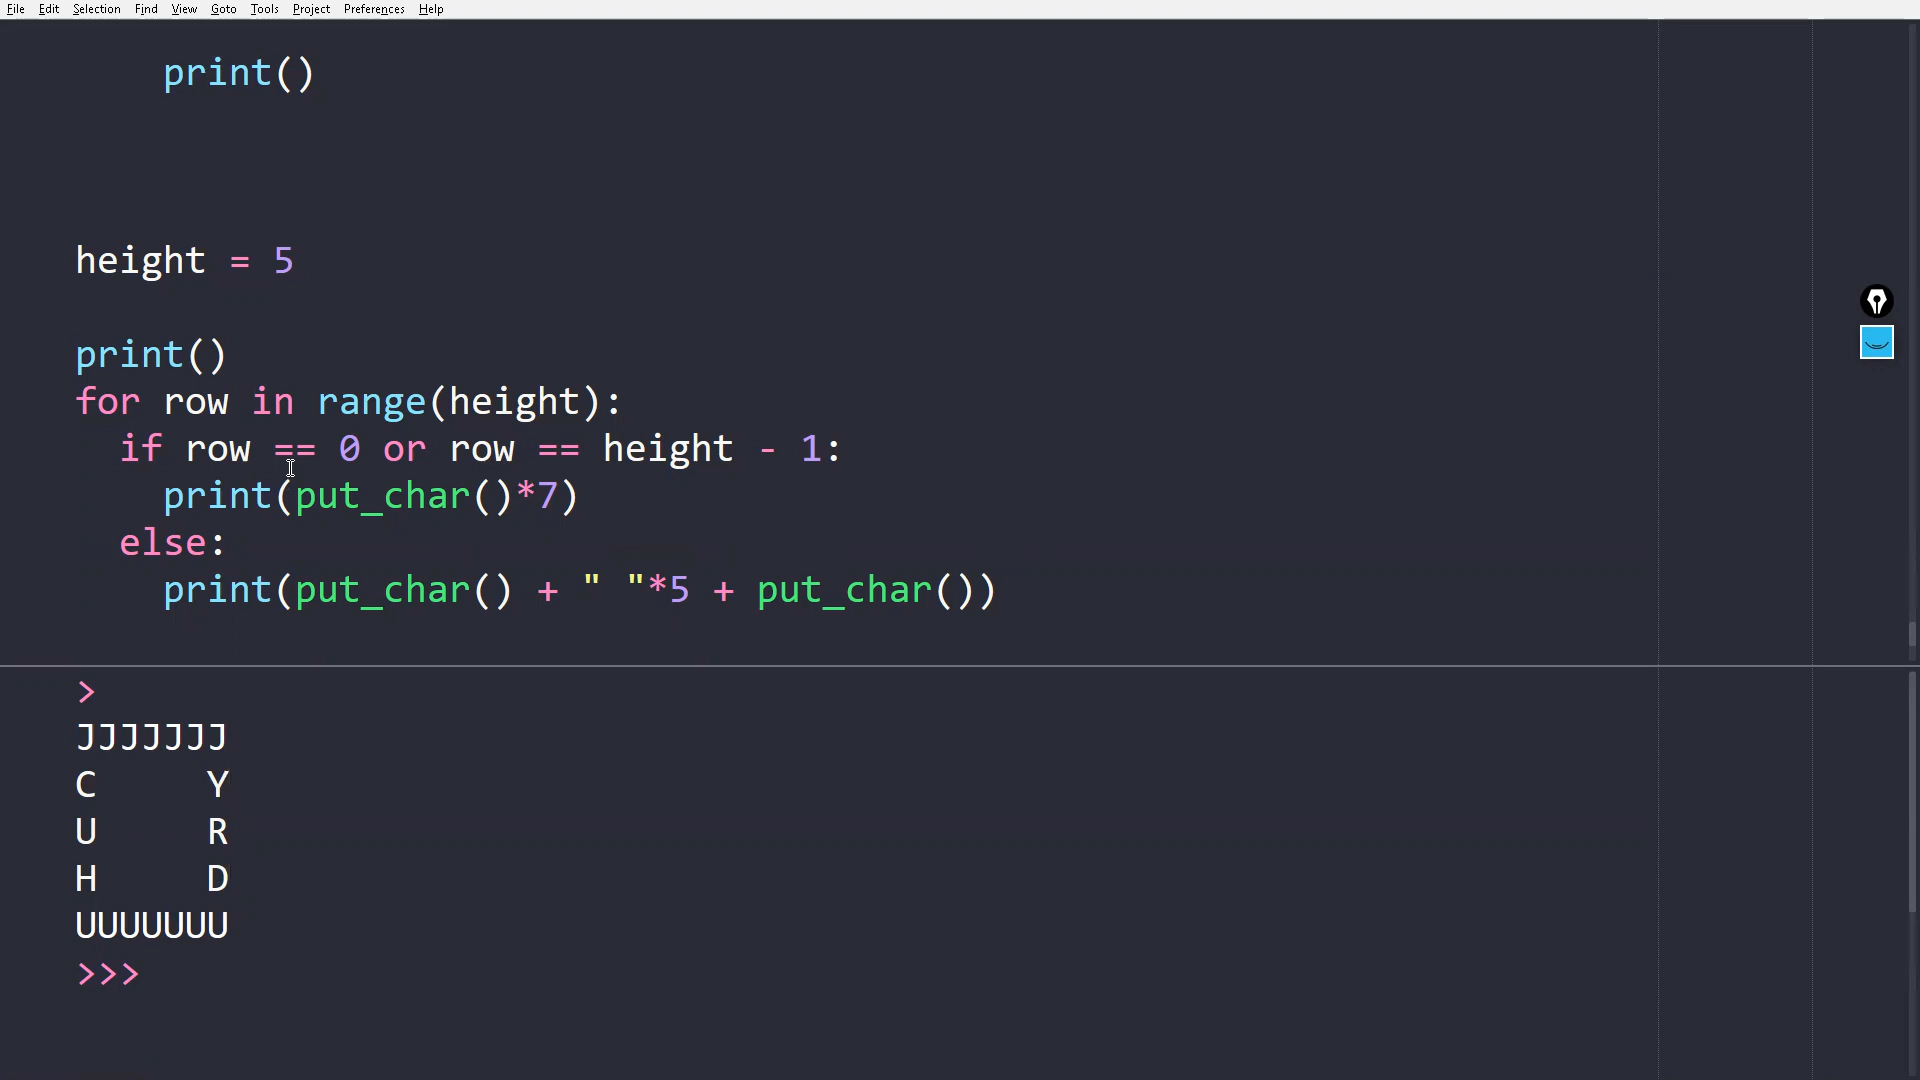 File Edit Selection Find View Goto Tools Project Preferences Help
print()
height = 5
print()
for row in range(height):
if row == 0 or row == height - 1:
print(put_char()*7)
else:
print(put_char() + " "*5 + put_char())
>
JJJJJJJ
C     Y
U     R
H     D
UUUUUUU
>>>